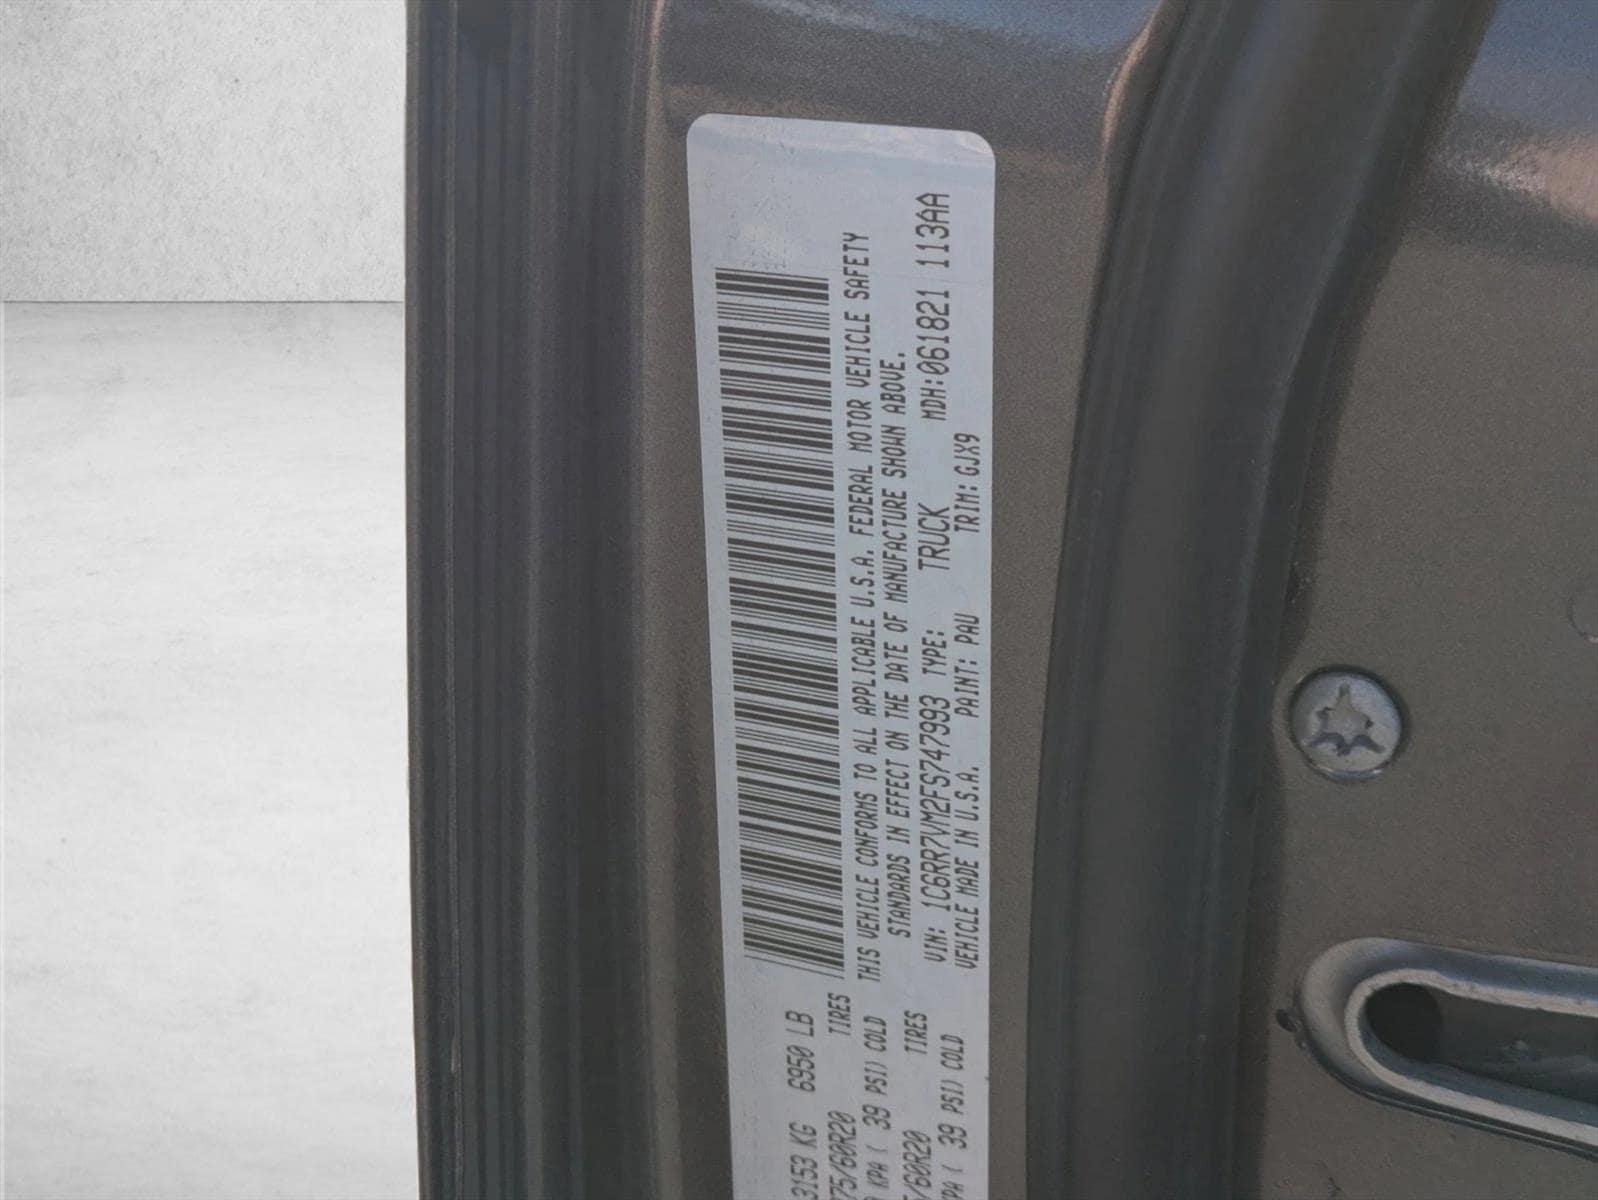 3153 KG 6950 LB
75/60R20 TIRES
KPA ( 39 PSI) COLD
/60R20 TIRES
PA ( 39 PSI) COLD
THIS VEHICLE CONFORMS TO ALL APPLICABLE U.S.A. FEDERAL MOTOR VEHICLE SAFETY
STANDARDS IN EFFECT ON THE DATE OF MANUFACTURE SHOWN ABOVE.
VIN: 1C6RR7VM2FS747993 TYPE: TRUCK MDH:061821 113AA
VEHICLE MADE IN U.S.A. PAINT: PAU TRIM: GJX9